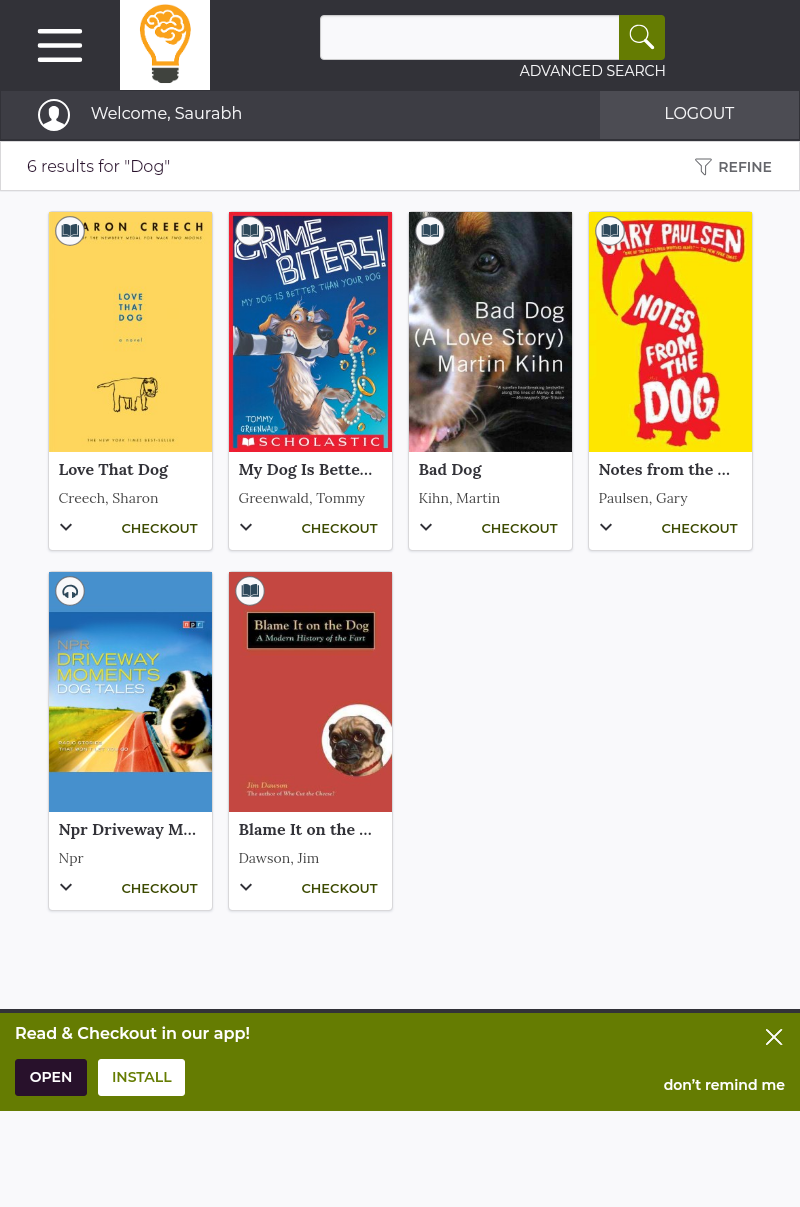 ADVANCED SEARCH
Welcome, Saurabh
LOGOUT
6 results for "Dog"
REFINE
ARON CREECH
LOVE
THAT
DOG
a novel
THE NEW YORK TIMES BEST-SELLER
Love That Dog
Creech, Sharon
CHECKOUT
CRIME
BITERS!
MY DOG IS BETTER THAN YOUR DOG
TOMMY
GREENWALD
SCHOLASTIC
My Dog Is Bette...
Greenwald, Tommy
CHECKOUT
Bad Dog
(A Love Story)
Martin Kihn
Bad Dog
Kihn, Martin
CHECKOUT
GARY PAULSEN
NOTES
FROM
THE
DOG
Notes from the ...
Paulsen, Gary
CHECKOUT
npr
NPR
DRIVEWAY
MOMENTS
DOG TALES
Npr Driveway M...
Npr
CHECKOUT
Blame It on the Dog
A Modern History of the Fart
Jim Dawson
The author of Who Cut the Cheese?
Blame It on the ...
Dawson, Jim
CHECKOUT
Read & Checkout in our app!
OPEN
INSTALL
don’t remind me